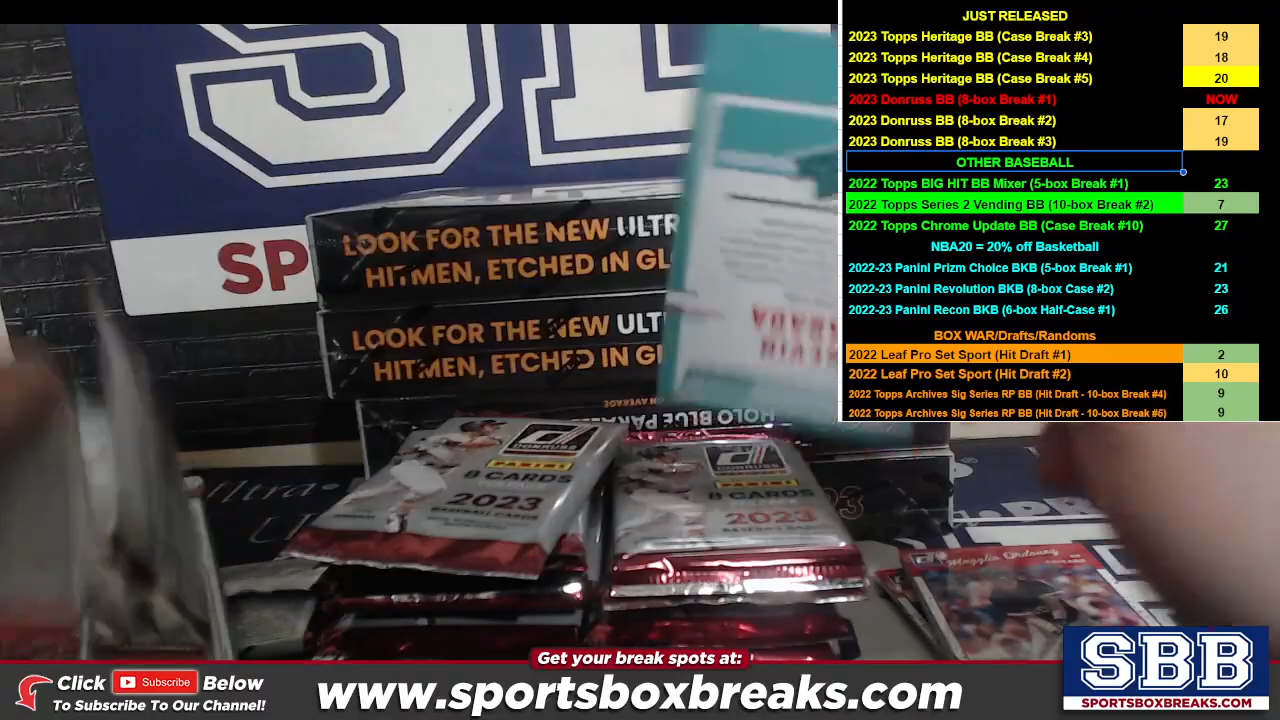 JUST RELEASED
2023 Topps Heritage BB (Case Break #3) 19
2023 Topps Heritage BB (Case Break #4) 18
2023 Topps Heritage BB (Case Break #5) 20
2023 Donruss BB (8-box Break #1) NOW
2023 Donruss BB (8-box Break #2) 17
2023 Donruss BB (8-box Break #3) 19
OTHER BASEBALL
2022 Topps BIG HIT BB Mixer (5-box Break #1) 23
2022 Topps Series 2 Vending BB (10-box Break #2) 7
2022 Topps Chrome Update BB (Case Break #10) 27
NBA20 = 20% off Basketball
2022-23 Panini Prizm Choice BKB (5-box Break #1) 21
2022-23 Panini Revolution BKB (8-box Case #2) 23
2022-23 Panini Recon BKB (6-box Half-Case #1) 26
BOX WAR/Drafts/Randoms
2022 Leaf Pro Set Sport (Hit Draft #1) 2
2022 Leaf Pro Set Sport (Hit Draft #2) 10
2022 Topps Archives Sig Series RP BB (Hit Draft - 10-box Break #4) 9
2022 Topps Archives Sig Series RP BB (Hit Draft - 10-box Break #5) 9
SP
LOOK FOR THE NEW ULTR
HITMEN, ETCHED IN GL
LOOK FOR THE NEW ULT
HITMEN, ETCHED IN G
HOLO BLUE PARA
DONRUSS
PANINI
8 CARDS
2023
BASEBALL CARDS
DONRUSS
PANINI
8 CARDS
2023
Magglio Ordonez
Get your break spots at:
Click Subscribe Below
To Subscribe To Our Channel!
www.sportsboxbreaks.com
SBB
SPORTSBOXBREAKS.COM